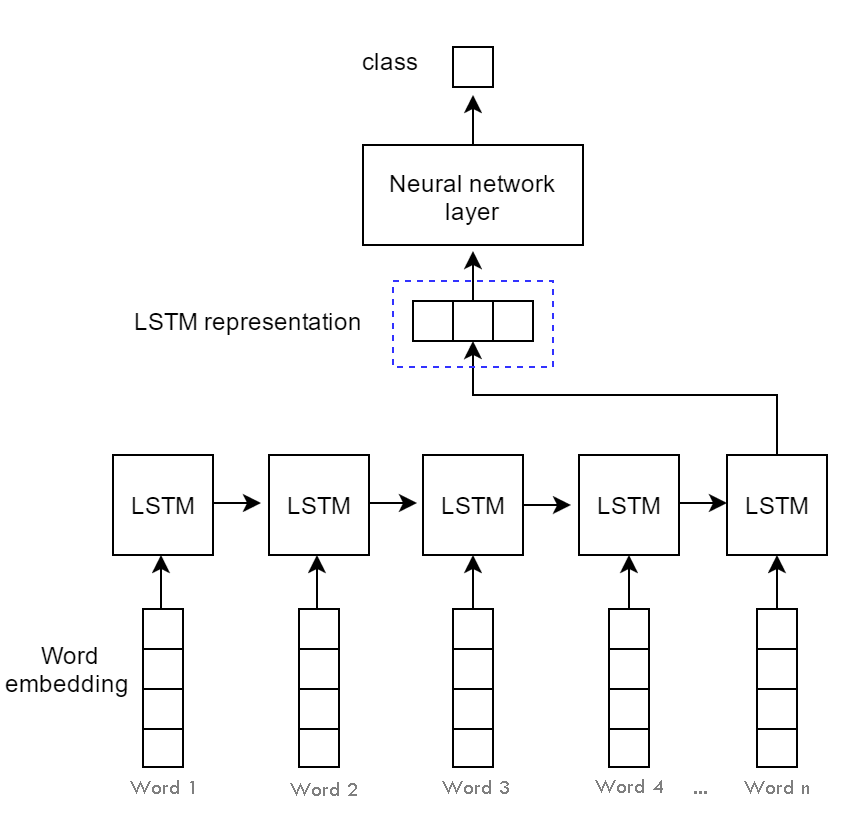 class
Neural network
layer
LSTM representation
LSTM LSTM LSTM LSTM LSTM
Word
embedding
Word 1 Word 2 Word 3 Word 4 ... Word n